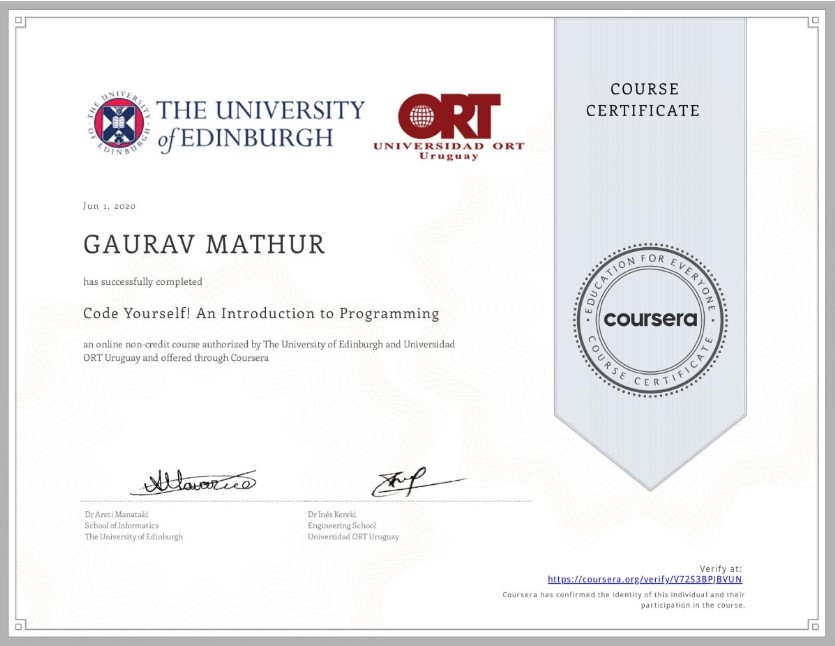 THE UNIVERSITY
of EDINBURGH
THE UNIVERSITY OF EDINBURGH
ORT
UNIVERSIDAD ORT
Uruguay
COURSE
CERTIFICATE
Jun 1, 2020
GAURAV MATHUR
has successfully completed
Code Yourself! An Introduction to Programming
an online non-credit course authorized by The University of Edinburgh and Universidad
ORT Uruguay and offered through Coursera
EDUCATION FOR EVERYONE
coursera
COURSE CERTIFICATE
Dr Areti Manataki
School of Informatics
The University of Edinburgh
Dr Inés Kereki
Engineering School
Universidad ORT Uruguay
Verify at:
https://coursera.org/verify/V72S3BPJBVUN
Coursera has confirmed the identity of this individual and their
participation in the course.